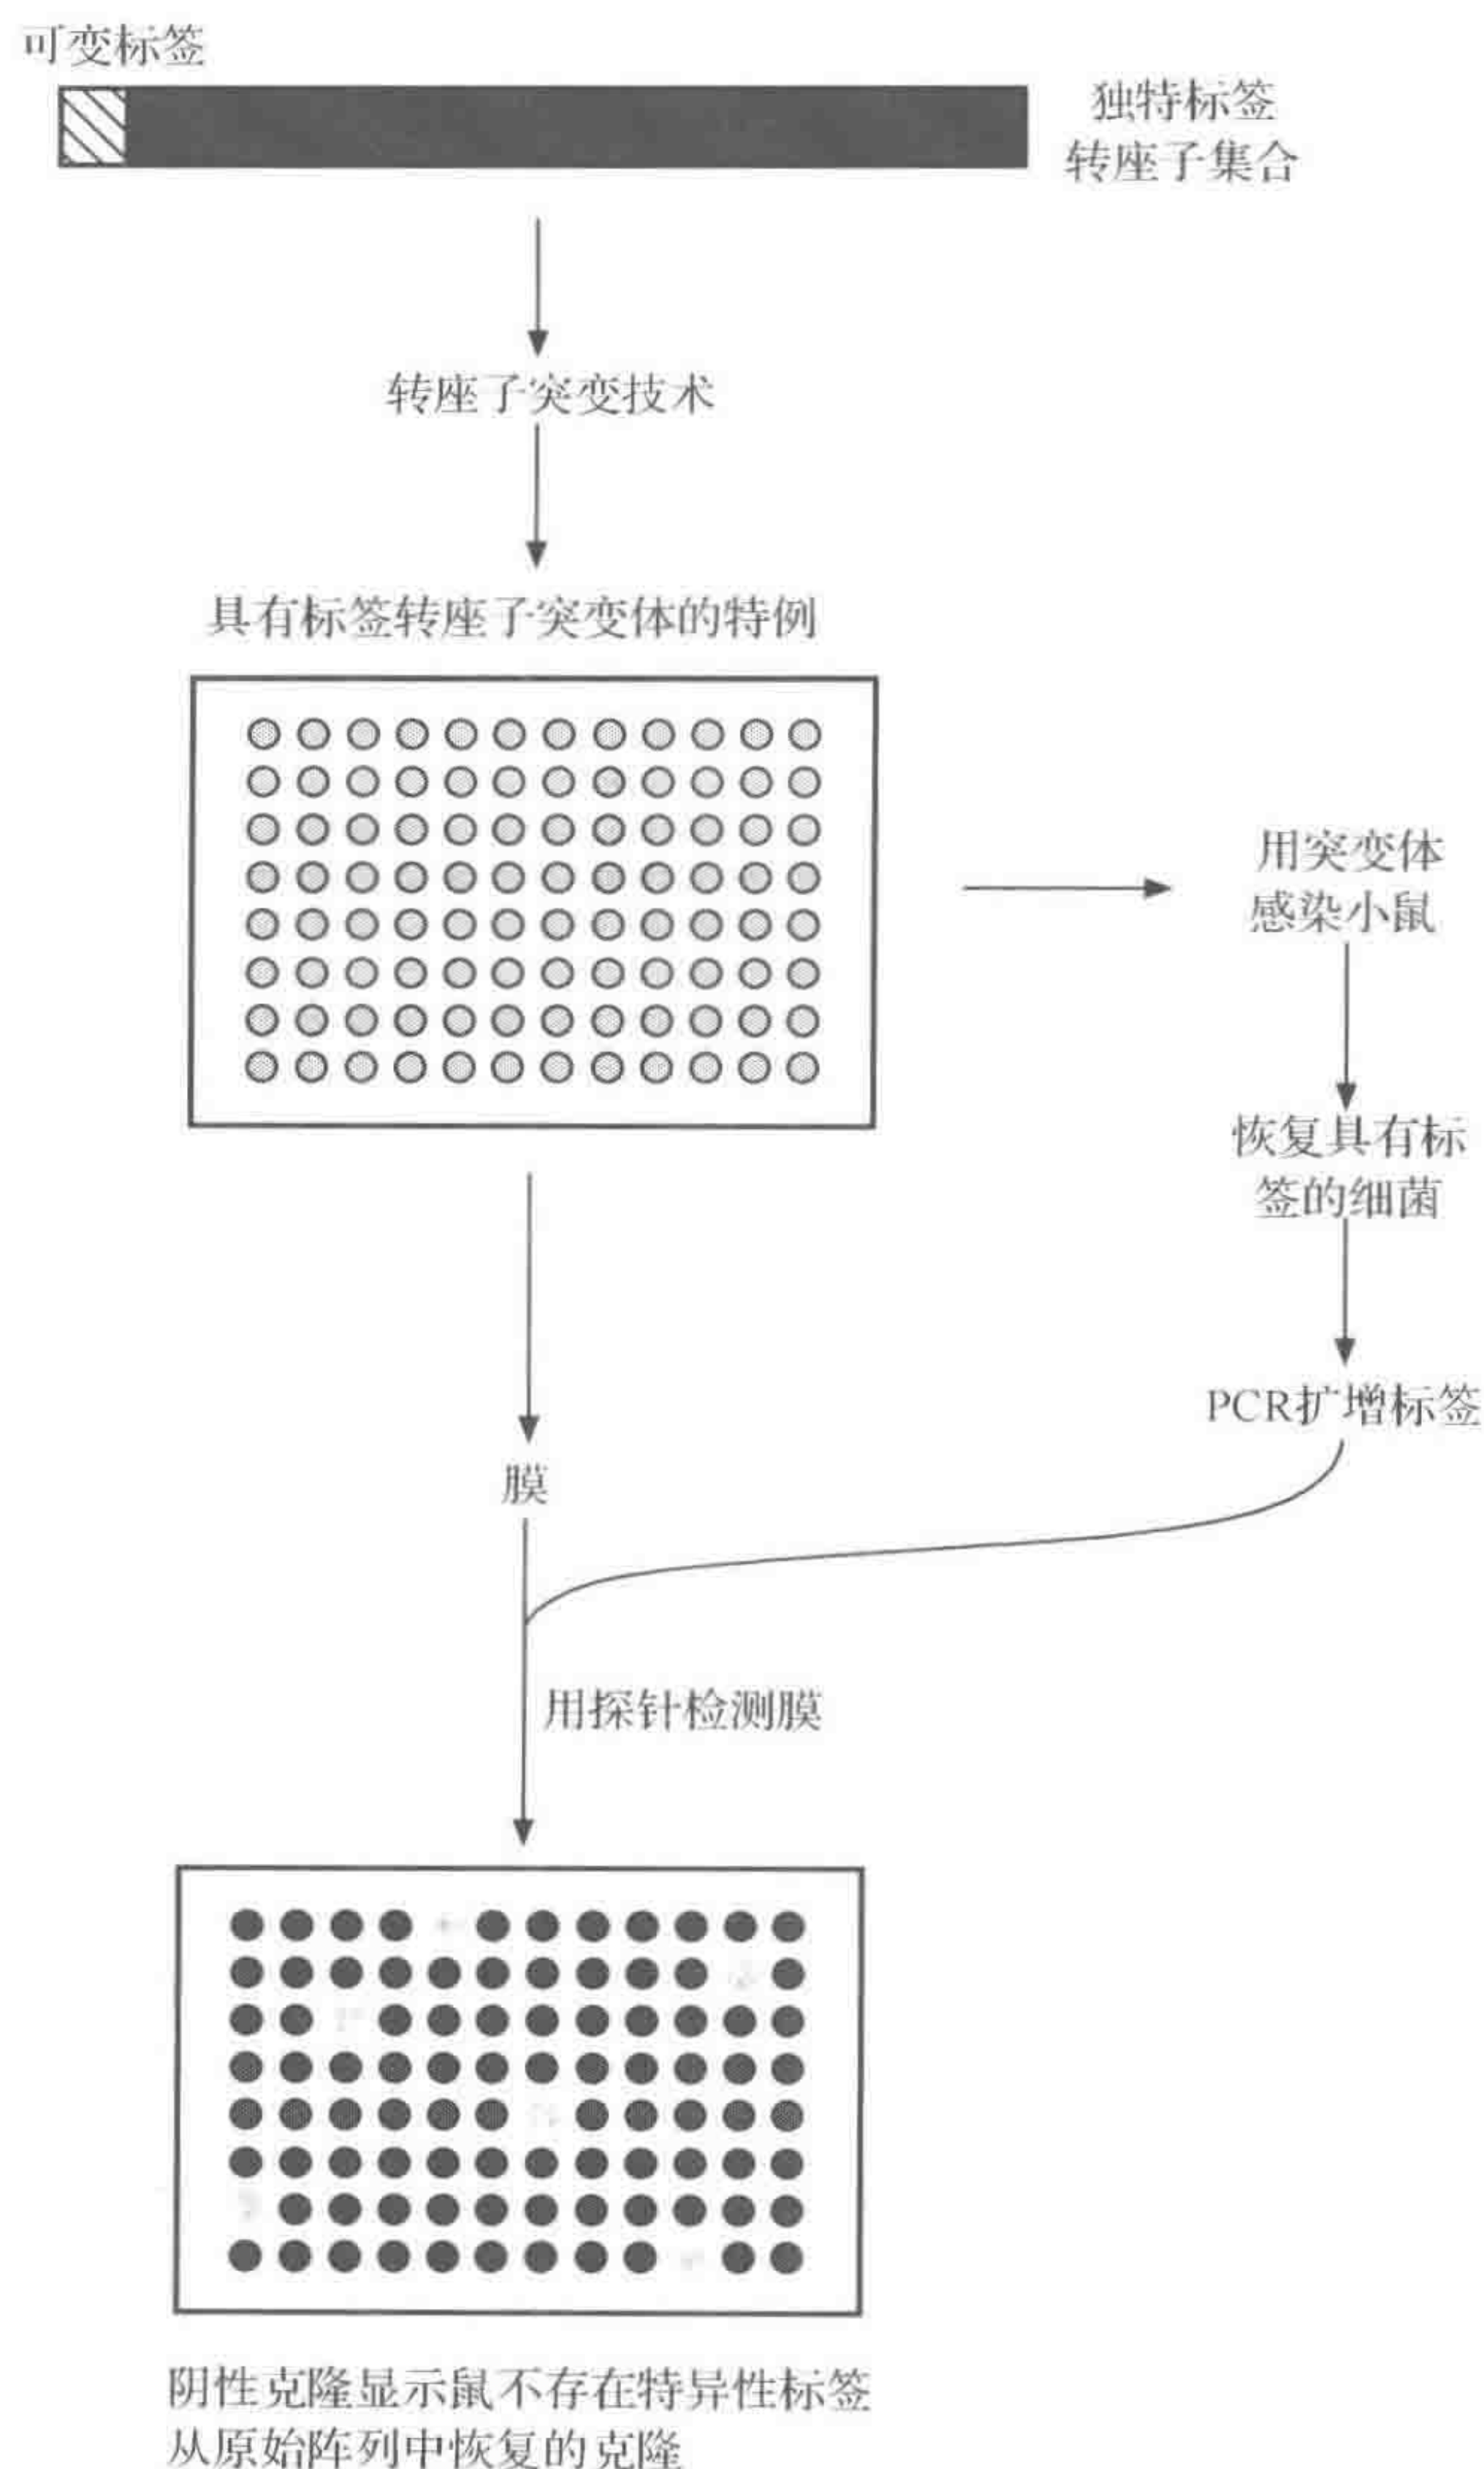 可变标签
独特标签
转座子集合
转座子突变技术
具有标签转座子突变体的特例
用突变体
感染小鼠
恢复具有标
签的细菌
PCR扩增标签
膜
用探针检测膜
阴性克隆显示鼠不存在特异性标签
从原始阵列中恢复的克隆